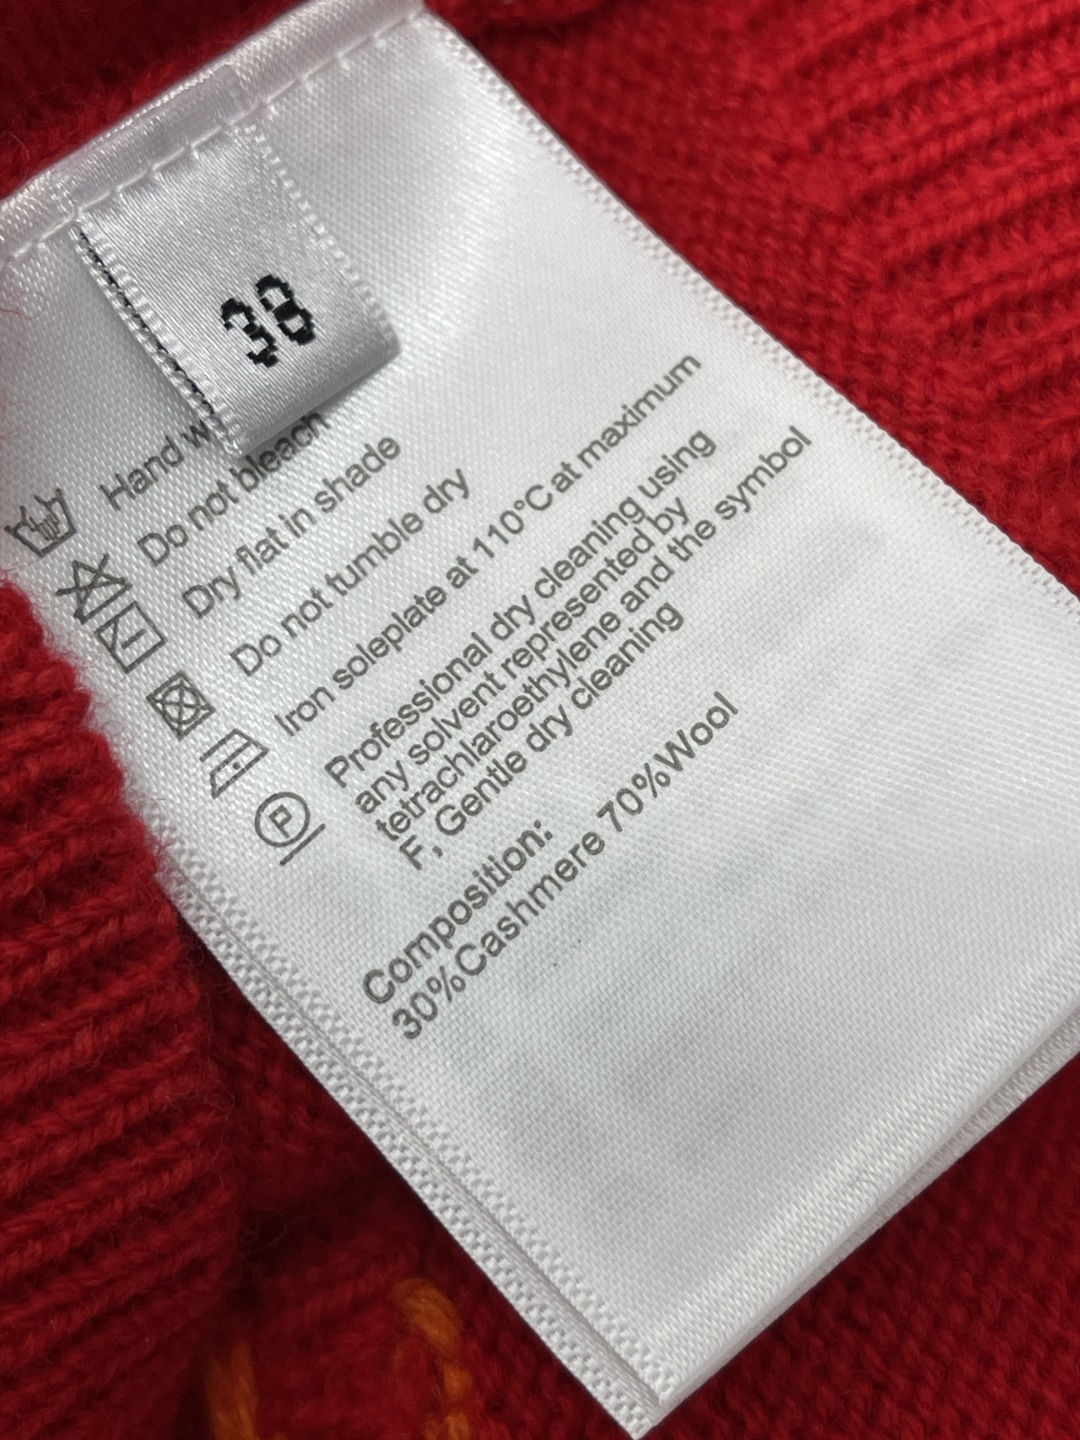 38
Hand
Do not bleach
Dry flat in shade
Do not tumble dry
Iron soleplate at 110°C at maximum
P
Professional dry cleaning using
any solvent represented by
tetrachlaroethylene and the symbol
F, Gentle dry cleaning
Composition:
30%Cashmere 70%Wool